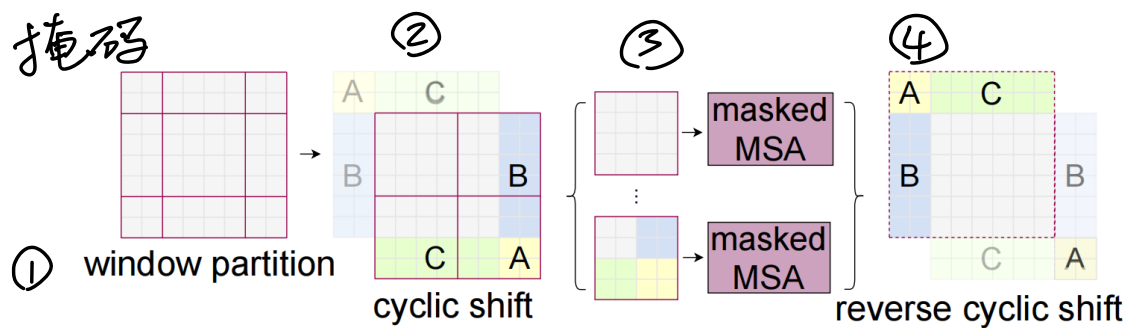 掩码
②
③
④
A
C
B
B
C
A
masked
MSA
⋮
masked
MSA
A
C
B
B
C
A
①
window partition
cyclic shift
reverse cyclic shift